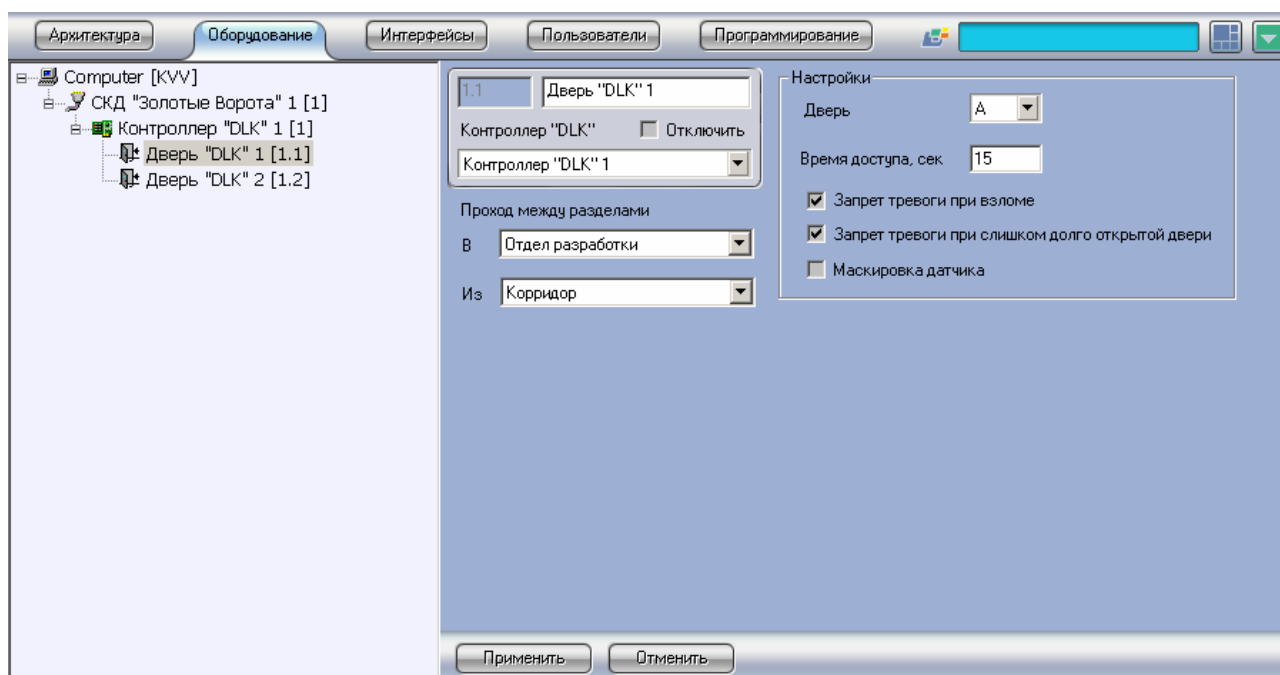 Архитектура Оборудование Интерфейсы Пользователи Программирование
Computer [KVV]
СКД "Золотые Ворота" 1 [1]
Контроллер "DLK" 1 [1]
Дверь "DLK" 1 [1.1]
Дверь "DLK" 2 [1.2]
1.1 Дверь "DLK" 1
Контроллер "DLK" Отключить
Контроллер "DLK" 1
Проход между разделами
В Отдел разработки
Из Корридор
Настройки
Дверь A
Время доступа, сек 15
Запрет тревоги при взломе
Запрет тревоги при слишком долго открытой двери
Маскировка датчика
Применить Отменить